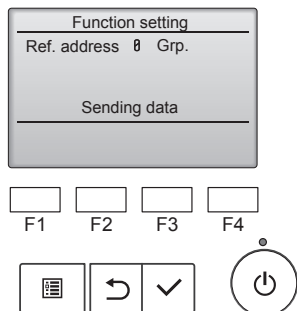 Function setting
Ref. address 0 Grp.
Sending data
F1 F2 F3 F4